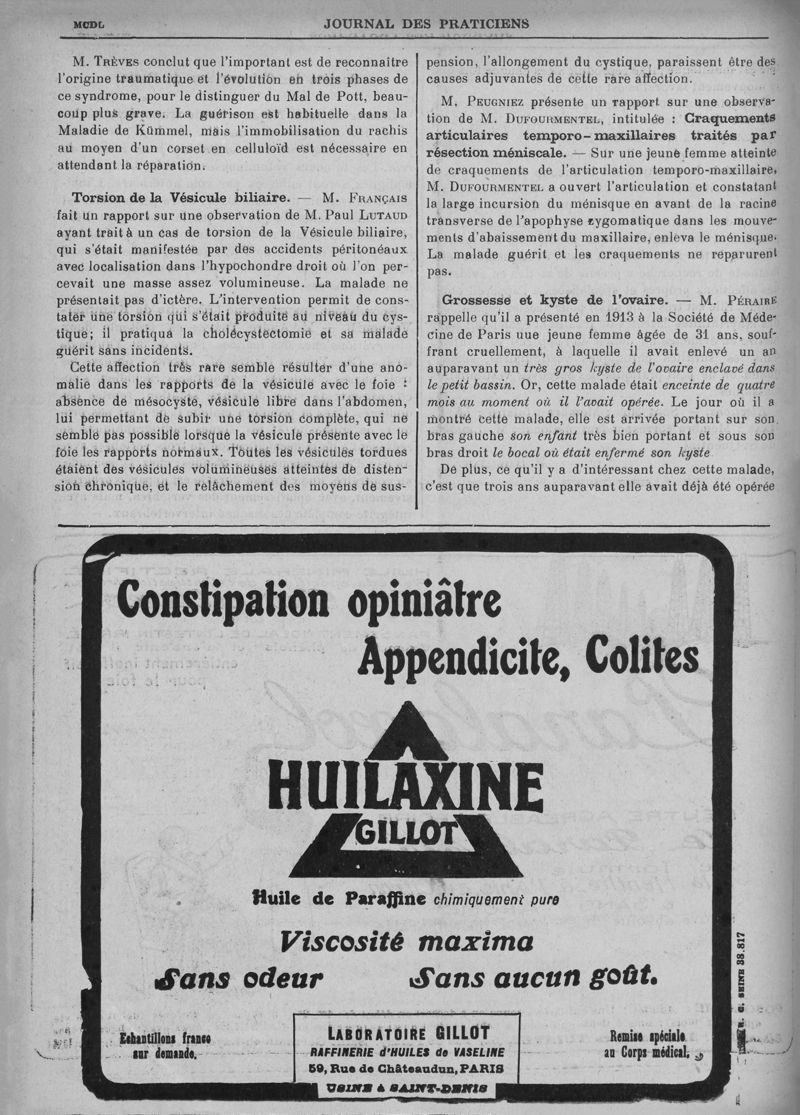 MCDL
JOURNAL DES PRATICIENS
M. TRÈVES conclut que l'important est de reconnaître
l'origine traumatique et l'évolution en trois phases de
ce syndrome, pour le distinguer du Mal de Pott, beau-
coup plus grave. La guérison est habituelle dans la
Maladie de Kümmel, mais l'immobilisation du rachis
au moyen d'un corset en celluloïd est nécessaire en
attendant la réparation.
Torsion de la Vésicule biliaire. — M. FRANÇAIS
fait un rapport sur une observation de M. Paul LUTAUD
ayant trait à un cas de torsion de la Vésicule biliaire,
qui s'était manifestée par des accidents péritonéaux
avec localisation dans l'hypochondre droit où l'on per-
cevait une masse assez volumineuse. La malade ne
présentait pas d'ictère. L'intervention permit de cons-
tater une torsion qui s'était produite au niveau du cys-
tique; il pratiqua la cholécystectomie et sa malade
guérit sans incidents.
Cette affection très rare semble résulter d'une ano-
malie dans les rapports de la vésicule avec le foie :
absence de mésocyste, vésicule libre dans l'abdomen,
lui permettant de subir une torsion complète, qui ne
semble pas possible lorsque la vésicule présente avec le
foie les rapports normaux. Toutes les vésicules tordues
étaient des vésicules volumineuses atteintes de disten-
sion chronique, et le relâchement des moyens de sus-
pension, l'allongement du cystique, paraissent être des
causes adjuvantes de cette rare affection.
M. PEUGNIEZ présente un rapport sur une observa-
tion de M. DUFOURMENTEL, intitulée : Craquements
articulaires temporo-maxillaires traités par
résection méniscale. — Sur une jeune femme atteinte
de craquements de l'articulation temporo-maxillaire,
M. DUFOURMENTEL a ouvert l'articulation et constatant
la large incursion du ménisque en avant de la racine
transverse de l'apophyse zygomatique dans les mouve-
ments d'abaissement du maxillaire, enleva le ménisque.
La malade guérit et les craquements ne repparurent
pas.
Grossesse et kyste de l'ovaire. — M. PÉRAIRE
rappelle qu'il a présenté en 1913 à la Société de Méde-
cine de Paris uue jeune femme âgée de 31 ans, souf-
frant cruellement, à laquelle il avait enlevé un an
auparavant un très gros kyste de l'ovaire enclavé dans
le petit bassin. Or, cette malade était enceinte de quatre
mois au moment où il l'avait opérée. Le jour où il a
montré cette malade, elle est arrivée portant sur son
bras gauche son enfant très bien portant et sous son
bras droit le bocal où était enfermé son kyste
De plus, ce qu'il y a d'intéressant chez cette malade,
c'est que trois ans auparavant elle avait déjà été opérée
Constipation opiniâtre
Appendicite, Colites
HUILAXINE
GILLOT
Huile de Paraffine chimiquement pure
Viscosité maxima
Sans odeur Sans aucun goût.
Echantillons franco
sur demande.
LABORATOIRE GILLOT
RAFFINERIE d'HUILES de VASELINE
59, Rue de Châteaudun, PARIS
USINE à SAINT-DENIS
Remise spéciale
au Corps médical.
R. C. SEINE 38.817